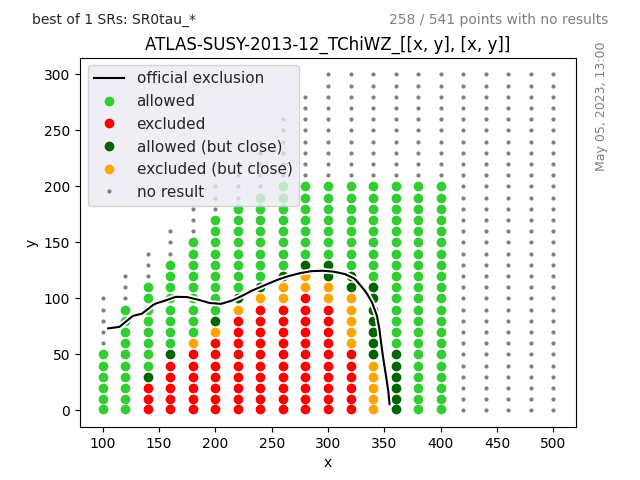 best of 1 SRs: SR0tau_*
258 / 541 points with no results
ATLAS-SUSY-2013-12_TChiWZ_[[x, y], [x, y]]
May 05, 2023, 13:00
official exclusion
allowed
excluded
allowed (but close)
excluded (but close)
no result
300
250
200
150
100
50
0
y
100 150 200 250 300 350 400 450 500
x